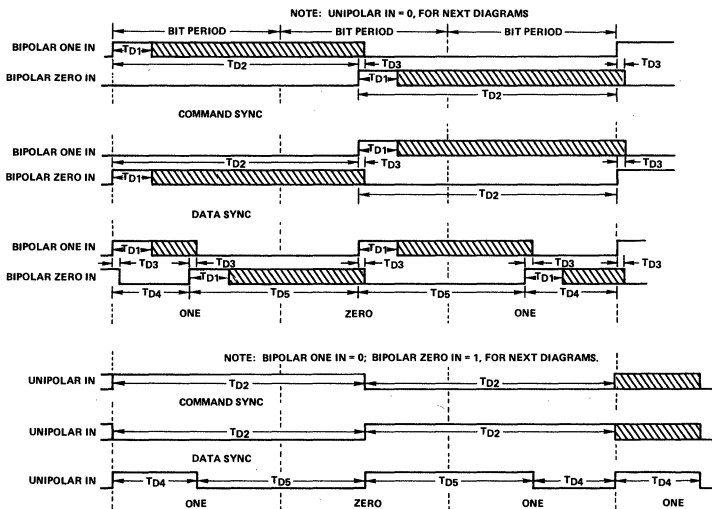 NOTE: UNIPOLAR IN = 0, FOR NEXT DIAGRAMS
BIT PERIOD BIT PERIOD BIT PERIOD
BIPOLAR ONE IN TD1 TD2 TD3
BIPOLAR ZERO IN TD1 TD3
TD2
COMMAND SYNC
BIPOLAR ONE IN TD1
TD2 TD3 TD3
BIPOLAR ZERO IN TD1 TD2
DATA SYNC
BIPOLAR ONE IN TD1 TD1
TD3 TD3 TD3 TD3 TD3
BIPOLAR ZERO IN TD1 TD1
TD4 TD5 TD5 TD4
ONE ZERO ONE
NOTE: BIPOLAR ONE IN = 0; BIPOLAR ZERO IN = 1, FOR NEXT DIAGRAMS.
UNIPOLAR IN TD2 TD2
COMMAND SYNC
UNIPOLAR IN TD2 TD2
DATA SYNC
UNIPOLAR IN TD4 TD5 TD5 TD4 TD4
ONE ZERO ONE ONE